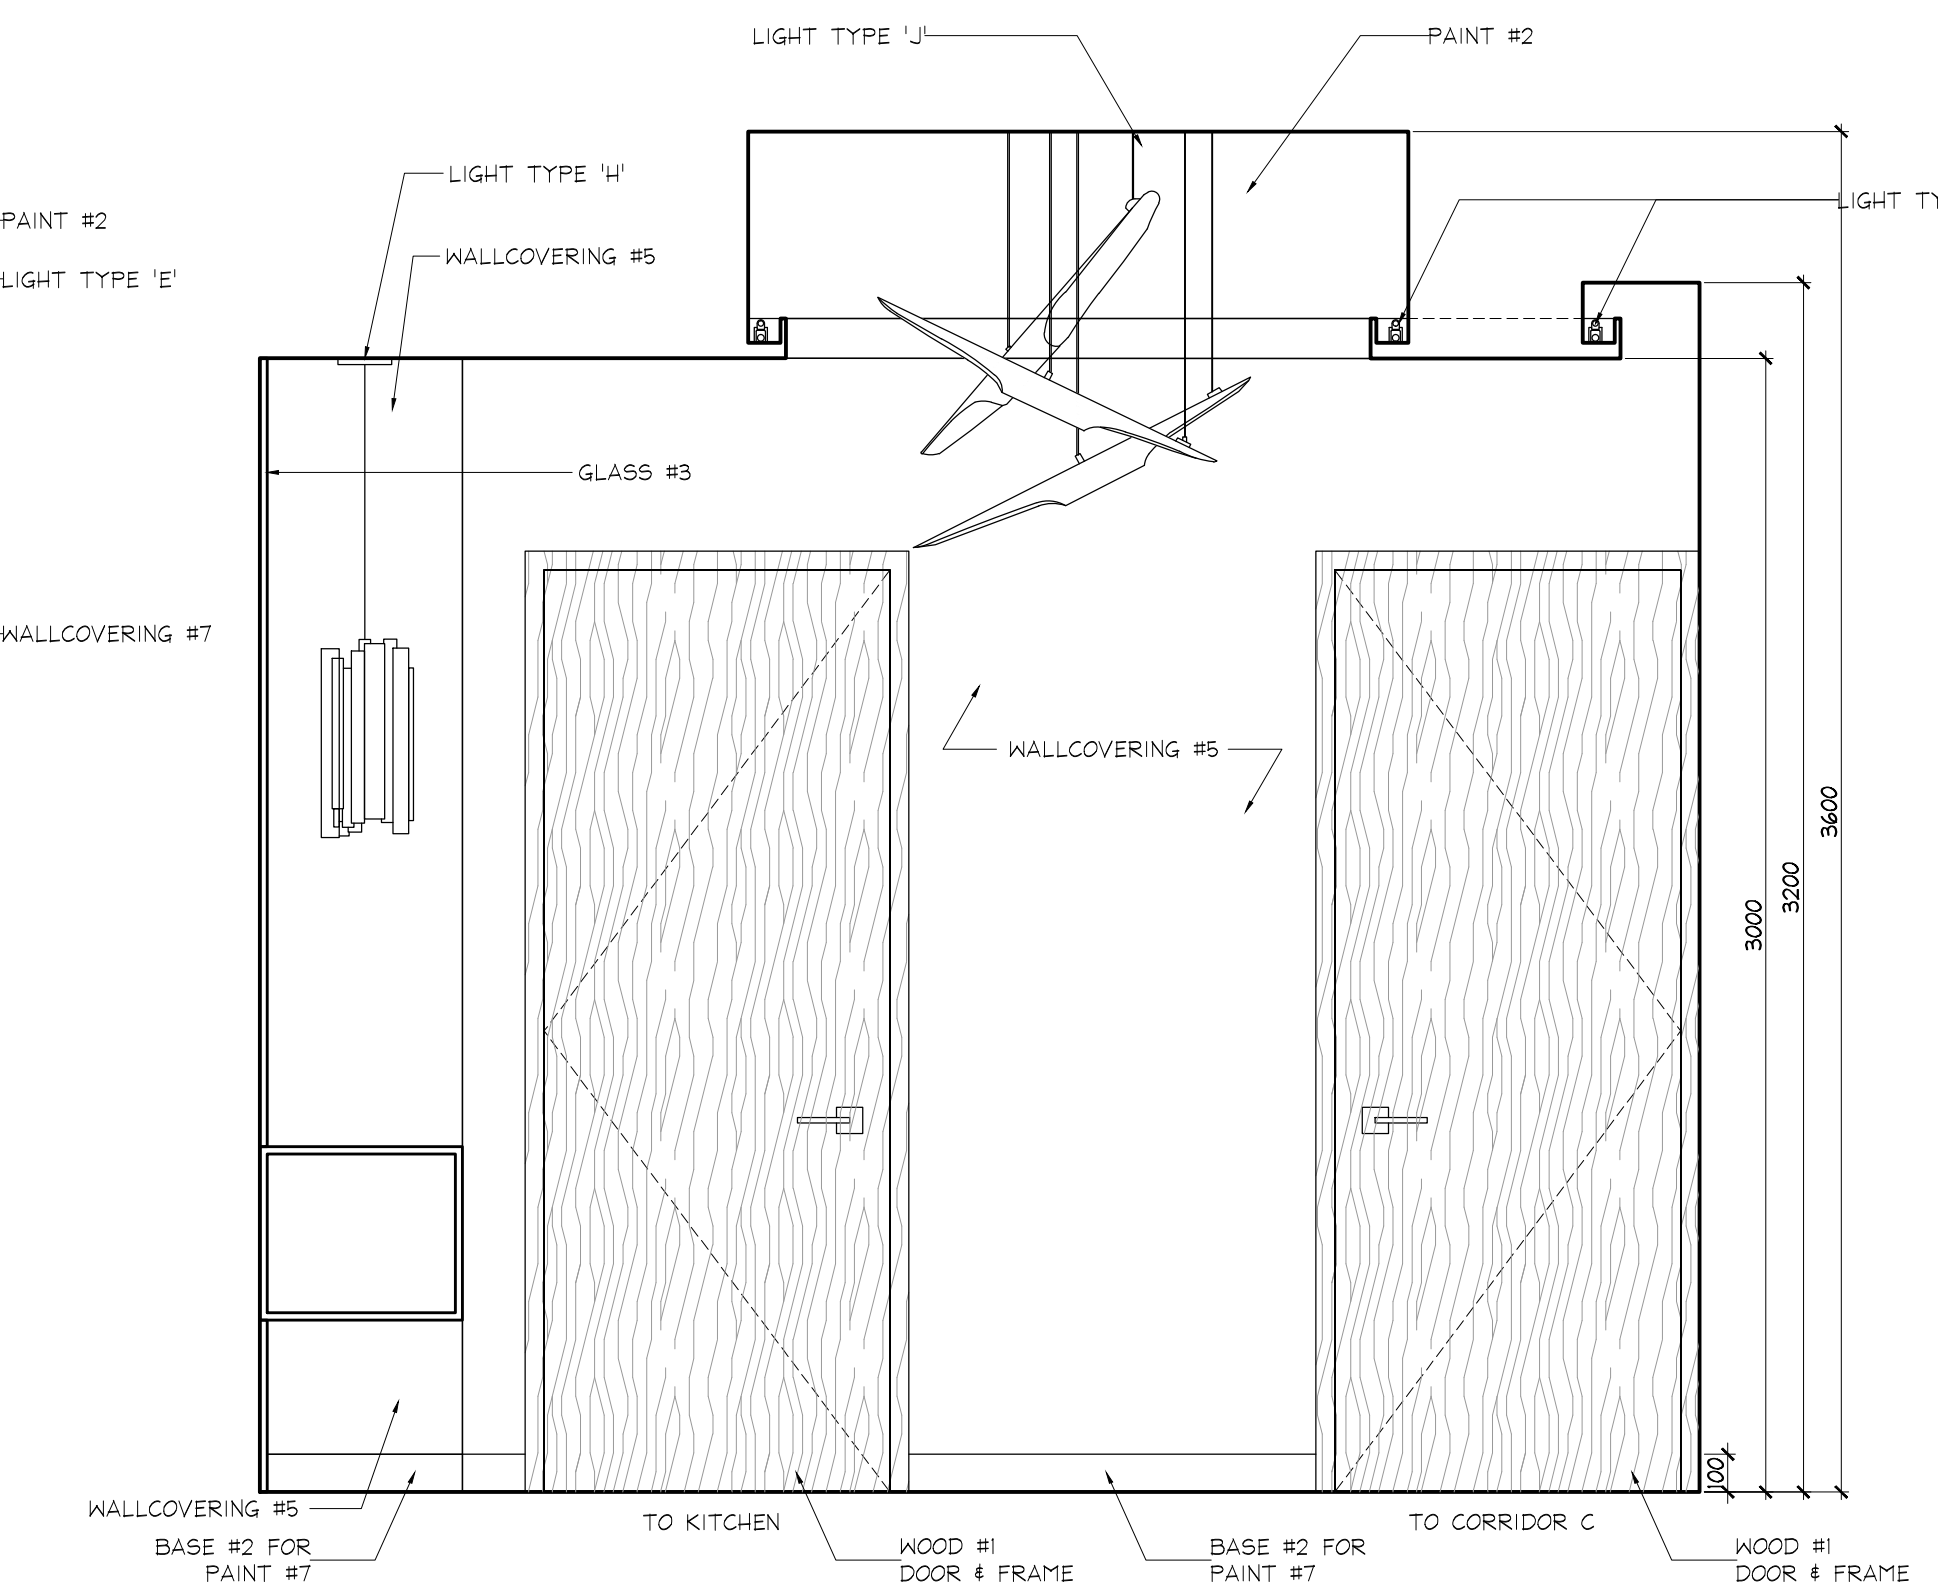 LIGHT TYPE 'J'
PAINT #2
LIGHT TYPE 'H'
LIGHT
PAINT #2
WALLCOVERING #5
LIGHT TYPE 'E'
GLASS #3
WALLCOVERING #7
WALLCOVERING #5
3600
3200
3000
100
WALLCOVERING #5
TO KITCHEN
TO CORRIDOR C
BASE #2 FOR
PAINT #7
WOOD #1
DOOR & FRAME
BASE #2 FOR
PAINT #7
WOOD #1
DOOR & FRAME